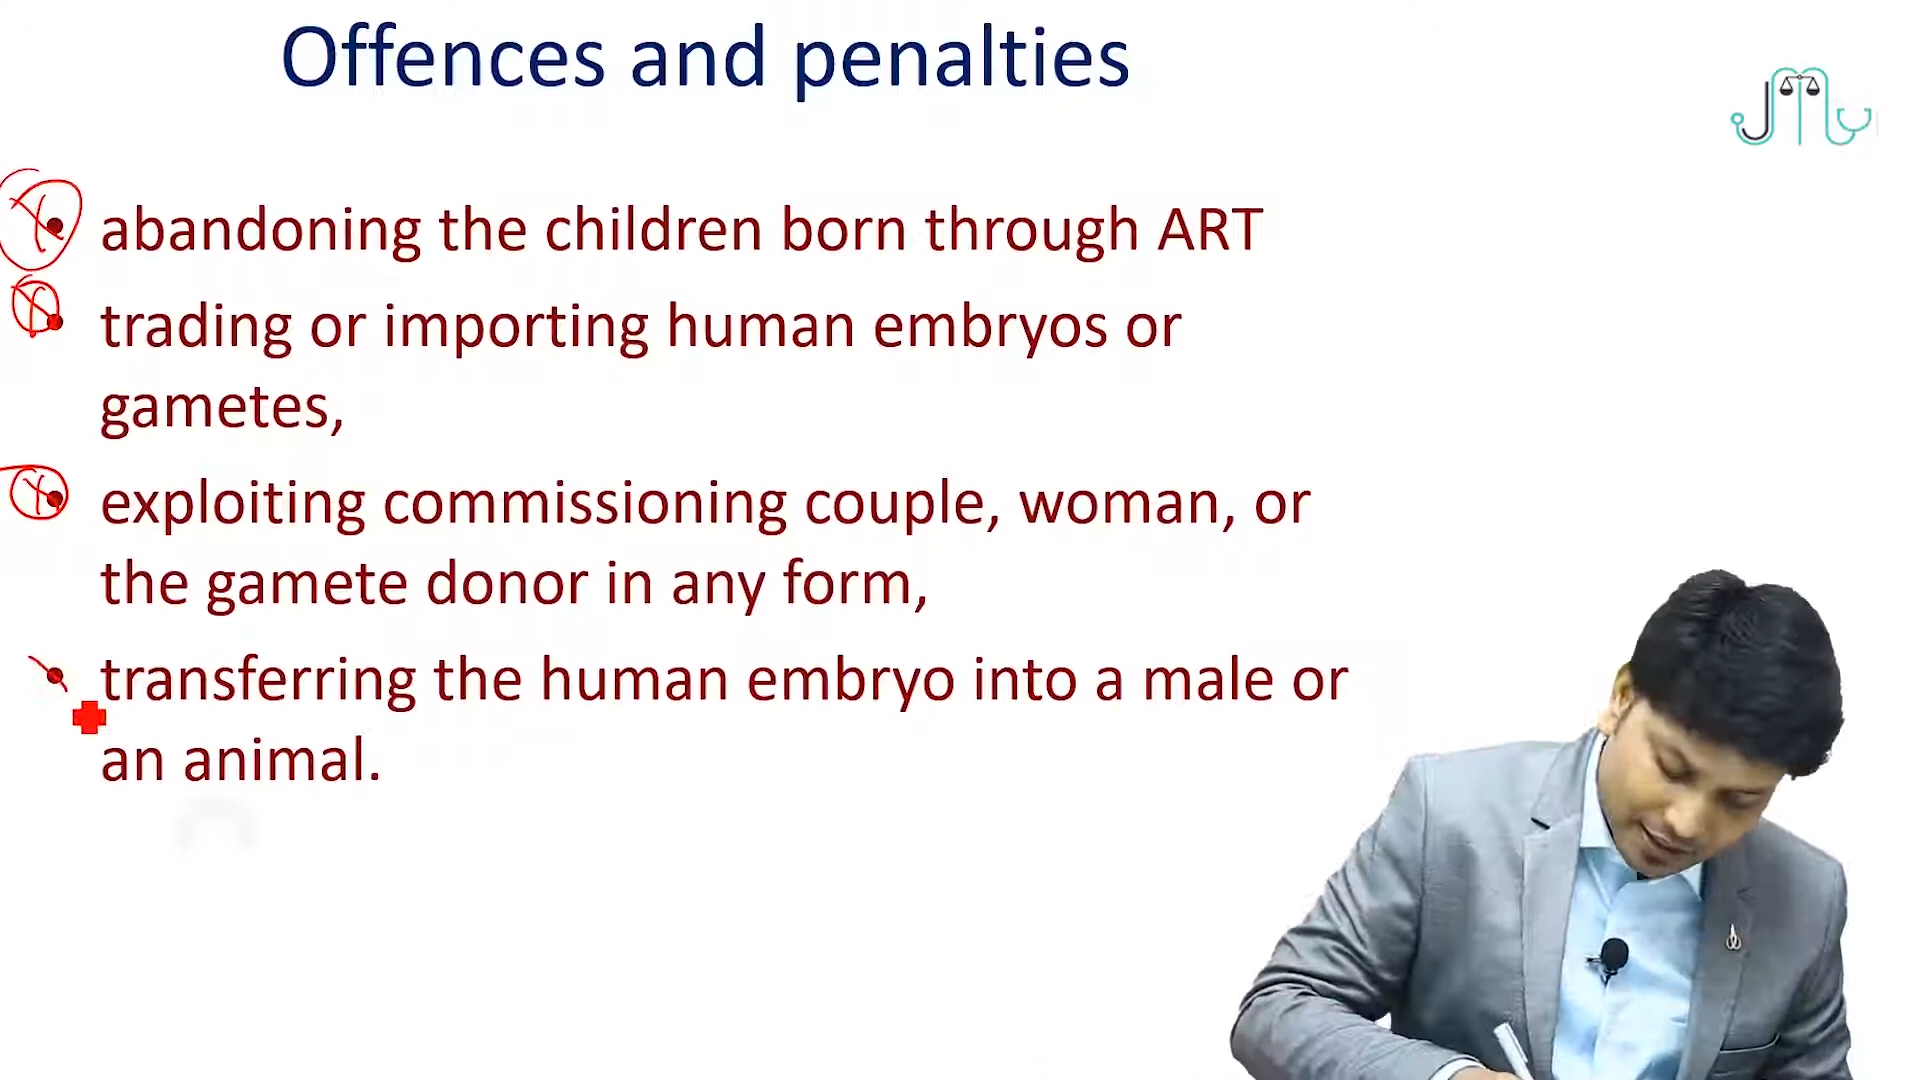 Offences and penalties
abandoning the children born through ART
trading or importing human embryos or
gametes,
exploiting commissioning couple, woman, or
the gamete donor in any form,
transferring the human embryo into a male or
an animal.